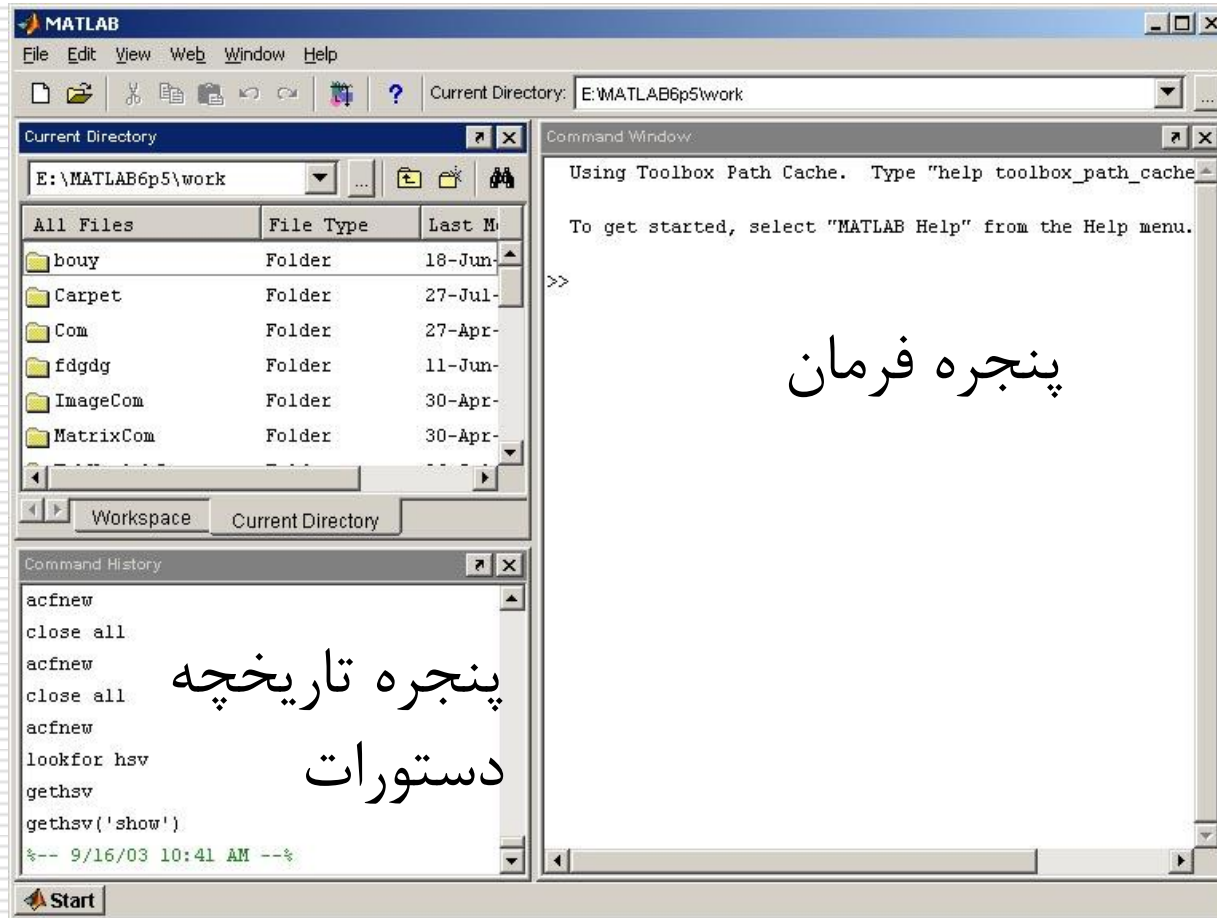 MATLAB
File Edit View Web Window Help
Current Directory: E:\MATLAB6p5\work
Current Directory
E:\MATLAB6p5\work
All Files File Type Last M
bouy Folder 18-Jun-
Carpet Folder 27-Jul-
Com Folder 27-Apr-
fdgdg Folder 11-Jun-
ImageCom Folder 30-Apr-
MatrixCom Folder 30-Apr-
Workspace Current Directory
Command History
acfnew
close all
acfnew
close all
acfnew
lookfor hsv
gethsv
gethsv('show')
%-- 9/16/03 10:41 AM --%
پنجره تاریخچه
دستورات
Command Window
Using Toolbox Path Cache. Type "help toolbox_path_cache
To get started, select "MATLAB Help" from the Help menu.
>>
پنجره فرمان
Start